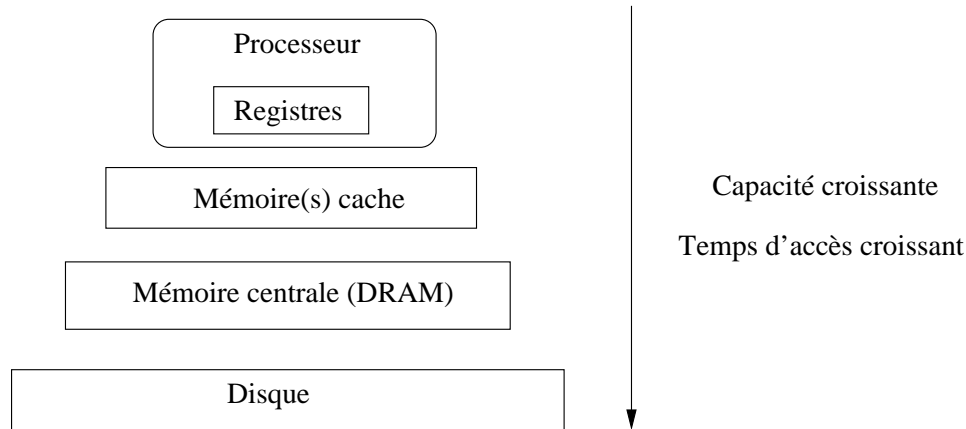 Processeur
Registres
Mémoire(s) cache
Mémoire centrale (DRAM)
Disque
Capacité croissante
Temps d'accès croissant